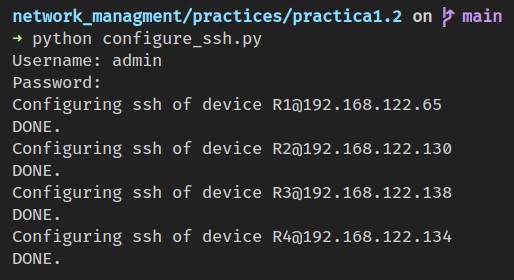 network_managment/practices/practica1.2 on main
→ python configure_ssh.py
Username: admin
Password:
Configuring ssh of device R1@192.168.122.65
DONE.
Configuring ssh of device R2@192.168.122.130
DONE.
Configuring ssh of device R3@192.168.122.138
DONE.
Configuring ssh of device R4@192.168.122.134
DONE.